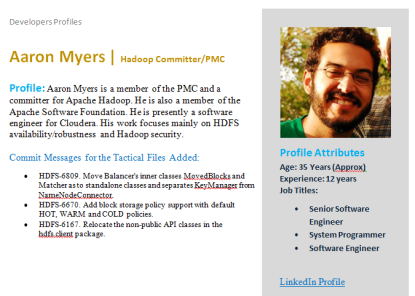 Developers Profiles
Aaron Myers | Hadoop Committer/PMC
Profile: Aaron Myers is a member of the PMC and a
committer for Apache Hadoop. He is also a member of the
Apache Software Foundation. He is presently a software
engineer for Cloudera. His work focuses mainly on HDFS
availability/robustness and Hadoop security.
Commit Messages for the Tactical Files Added:
• HDFS-6809. Move Balancer's inner classes MovedBlocks and
Matcher as to standalone classes and separates KeyManager from
NameNodeConnector.
• HDFS-6670. Add block storage policy support with default
HOT, WARM and COLD policies.
• HDFS-6167. Relocate the non-public API classes in the
hdfs.client package.
Profile Attributes
Age: 35 Years (Approx)
Experience: 12 years
Job Titles:
• Senior Software
Engineer
• System Programmer
• Software Engineer
LinkedIn Profile